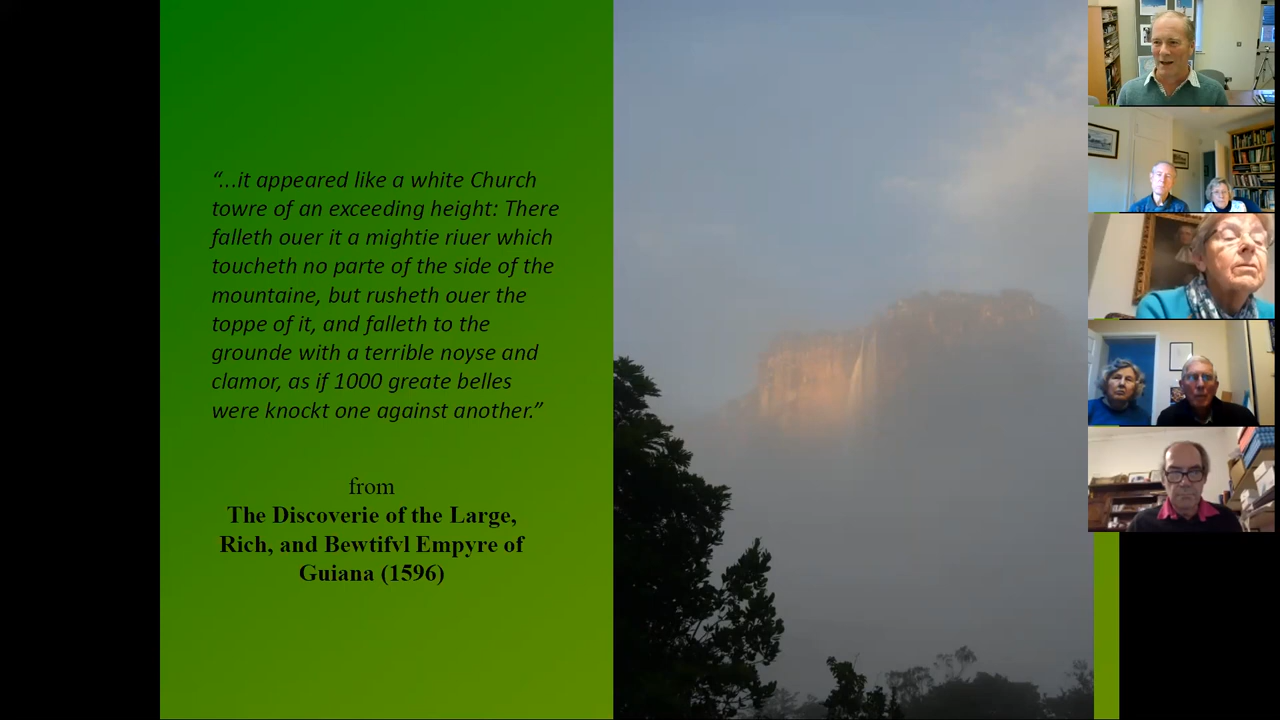 “...it appeared like a white Church
towre of an exceeding height: There
falleth ouer it a mightie riuer which
toucheth no parte of the side of the
mountaine, but rusheth ouer the
toppe of it, and falleth to the
grounde with a terrible noyse and
clamor, as if 1000 greate belles
were knockt one against another.”
from
The Discoverie of the Large,
Rich, and Bewtifvl Empyre of
Guiana (1596)